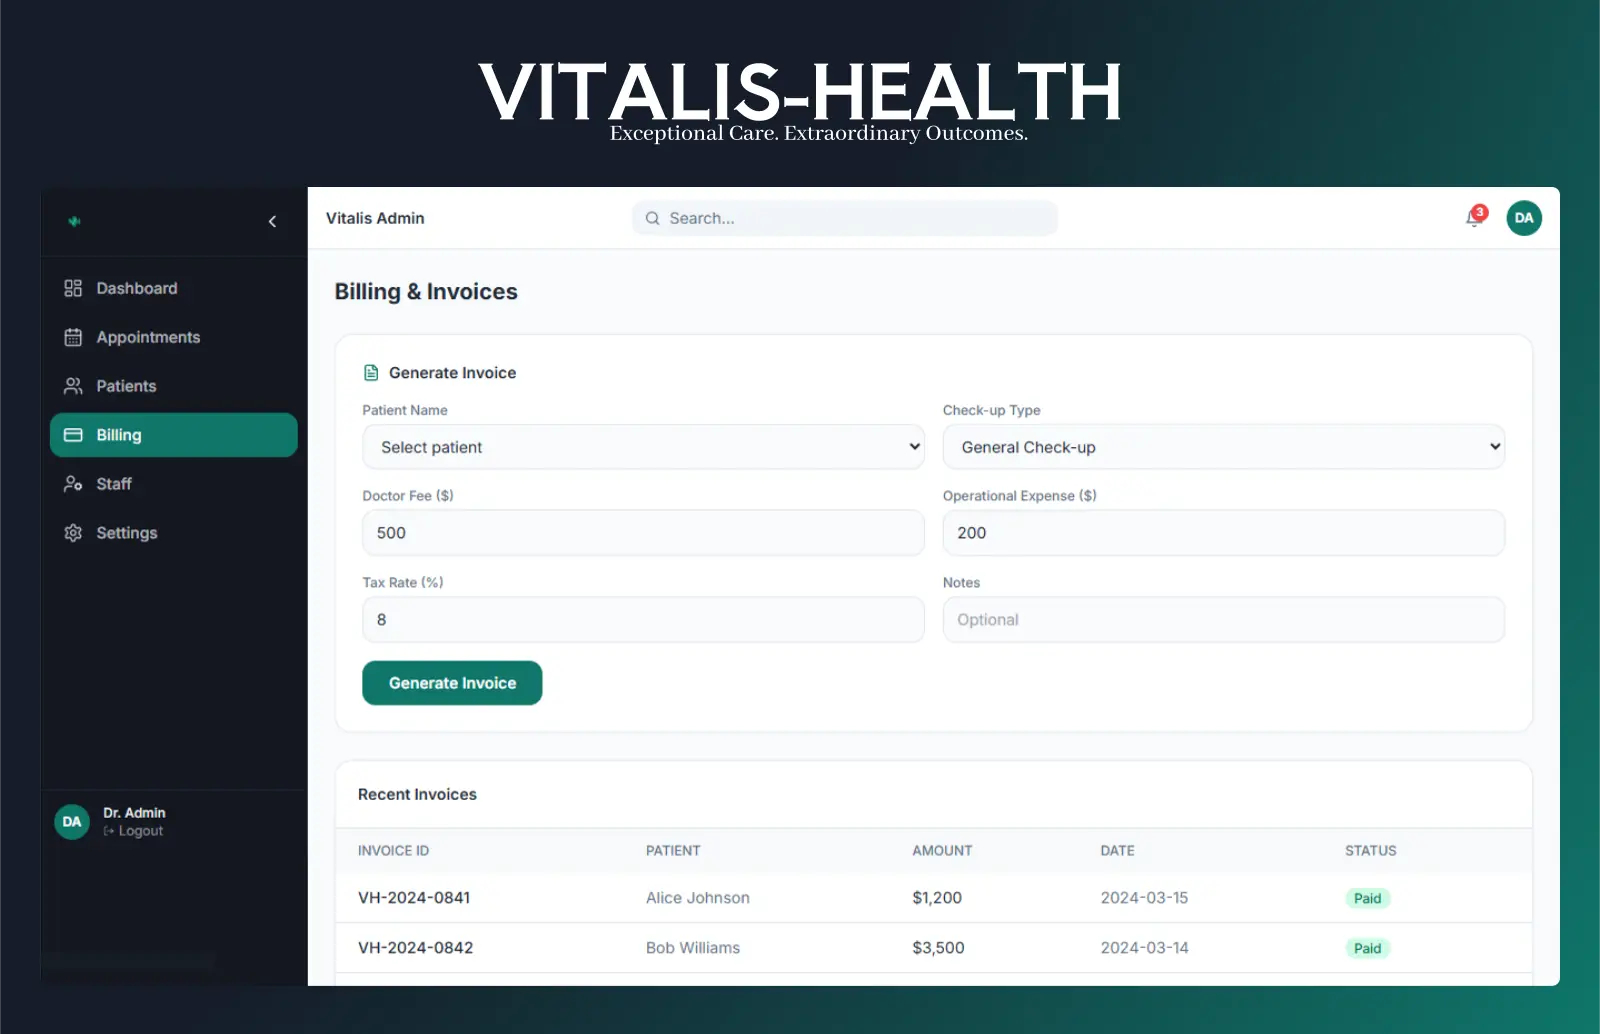 VITALIS-HEALTH
Exceptional Care. Extraordinary Outcomes.
Vitalis Admin
Search...
3
DA
Dashboard
Appointments
Patients
Billing
Staff
Settings
Dr. Admin
DA
Logout
Billing & Invoices
Generate Invoice
Patient Name
Check-up Type
Select patient
General Check-up
Doctor Fee ($)
Operational Expense ($)
500
200
Tax Rate (%)
Notes
8
Optional
Generate Invoice
Recent Invoices
INVOICE ID PATIENT AMOUNT DATE STATUS
VH-2024-0841 Alice Johnson $1,200 2024-03-15 Paid
VH-2024-0842 Bob Williams $3,500 2024-03-14 Paid